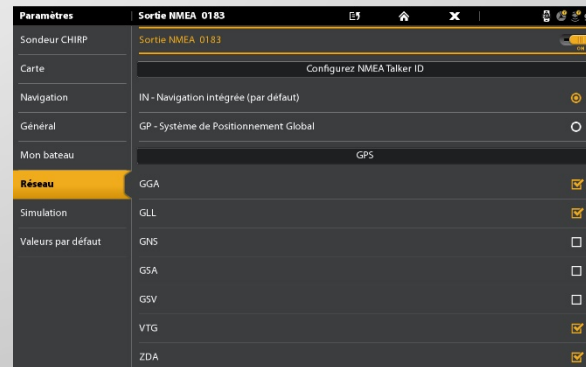 Paramètres
Sortie NMEA 0183
X
Sondeur CHIRP
Sortie NMEA 0183
ON
Carte
Configurez NMEA Talker ID
Navigation
IN - Navigation intégrée (par défaut)
Général
GP - Système de Positionnement Global
Mon bateau
GPS
Réseau
GGA
Simulation
GLL
Valeurs par défaut
GNS
GSA
GSV
VTG
ZDA